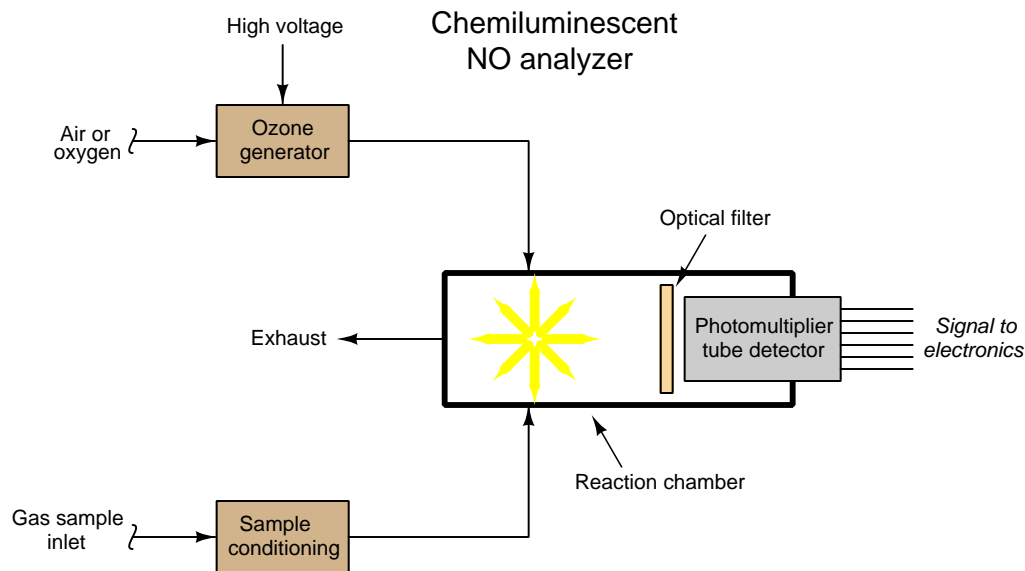 Chemiluminescent
NO analyzer
High voltage
Air or
oxygen
Ozone
generator
Optical filter
Exhaust
Photomultiplier
tube detector
Signal to
electronics
Reaction chamber
Gas sample
inlet
Sample
conditioning